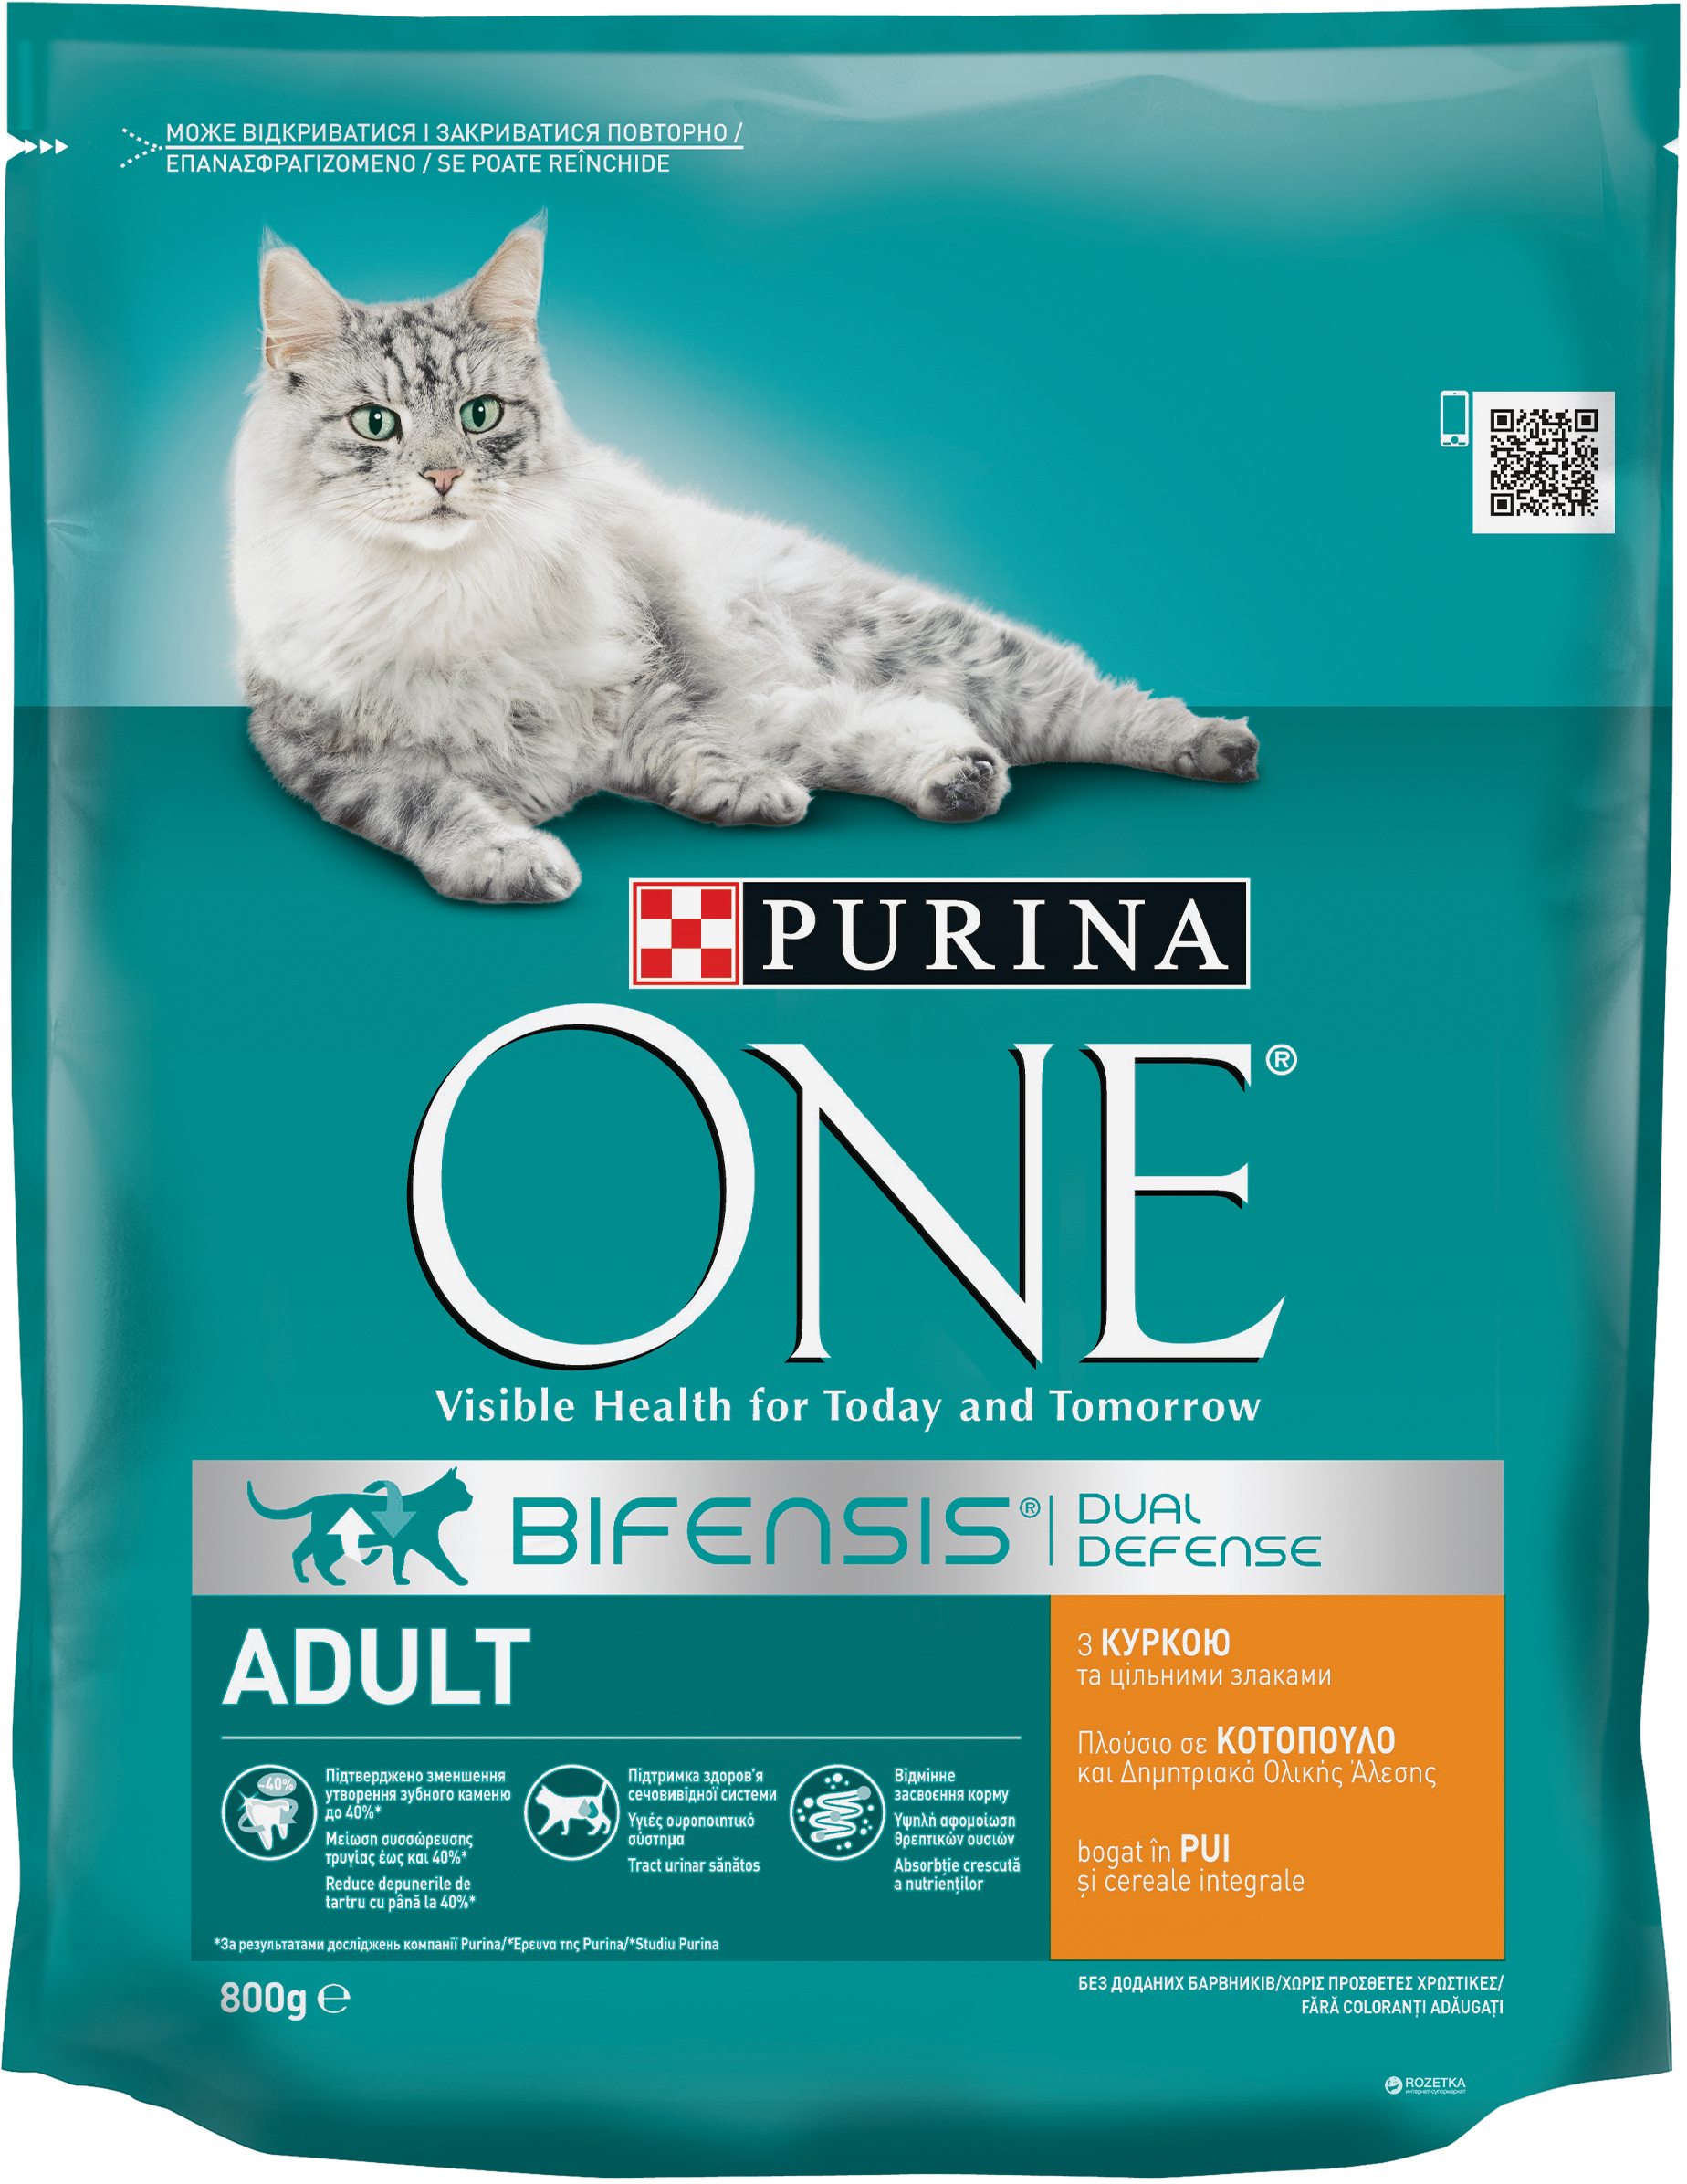 МОЖЕ ВІДКРИВАТИСЯ І ЗАКРИВАТИСЯ ПОВТОРНО /
ΕΠΑΝΑΣΦΡΑΓΙΖΟΜΕΝΟ / SE POATE REÎNCHIDE
PURINA
ONE®
Visible Health for Today and Tomorrow
BIFENSIS® | DUAL
DEFENSE
ADULT
-40%
Підтверджено зменшення
утворення зубного каменю
до 40%*
Μείωση συσσώρευσης
τρυγίας έως και 40%*
Reduce depunerile de
tartru cu până la 40%*
Підтримка здоров'я
сечовивідної системи
Υγιές ουροποιητικό
σύστημα
Tract urinar sănătos
Відмінне
засвоєння корму
Υψηλή αφομοίωση
θρεπτικών ουσιών
Absorbție crescută
a nutrienților
*За результатами досліджень компанії Purina/*Έρευνα της Purina/*Studiu Purina
З КУРКОЮ
та цільними злаками
Πλούσιο σε ΚΟΤΟΠΟΥΛΟ
και Δημητριακά Ολικής Άλεσης
bogat în PUI
și cereale integrale
800g ℮
БЕЗ ДОДАНИХ БАРВНИКІВ/ΧΩΡΙΣ ΠΡΟΣΘΕΤΕΣ ΧΡΩΣΤΙΚΕΣ/
FĂRĂ COLORANȚI ADĂUGAȚI
ROZETKA
интернет-супермаркет